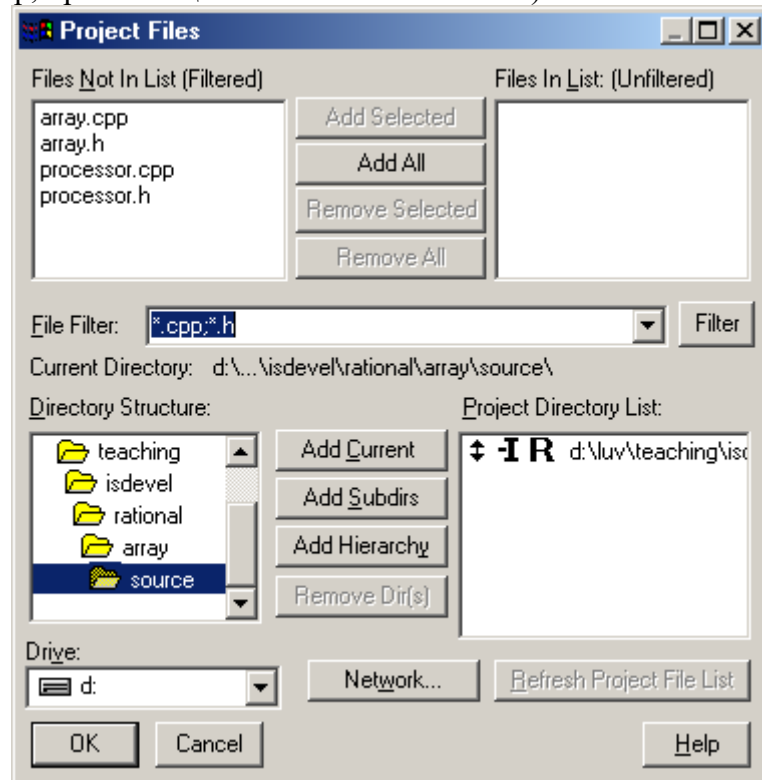 Project Files
Files Not In List (Filtered)
Files In List: (Unfiltered)
array.cpp
array.h
processor.cpp
processor.h
Add Selected
Add All
Remove Selected
Remove All
File Filter:
*.cpp;*.h
Filter
Current Directory: d:\...\isdevel\rational\array\source\
Directory Structure:
Project Directory List:
teaching
isdevel
rational
array
source
Add Current
Add Subdirs
Add Hierarchy
Remove Dir(s)
-I R d:\luv\teaching\isd
Drive:
d:
Network...
Refresh Project File List
OK
Cancel
Help